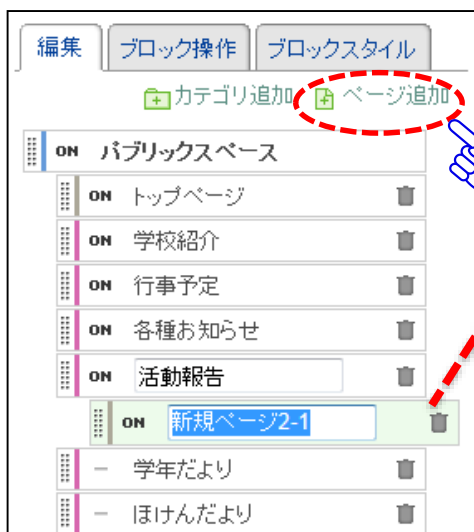 編集 ブロック操作 ブロックスタイル
カテゴリ追加 ページ追加
ON パブリックスペース
ON トップページ
ON 学校紹介
ON 行事予定
ON 各種お知らせ
ON 活動報告
ON 新規ページ2-1
− 学年だより
− ほけんだより